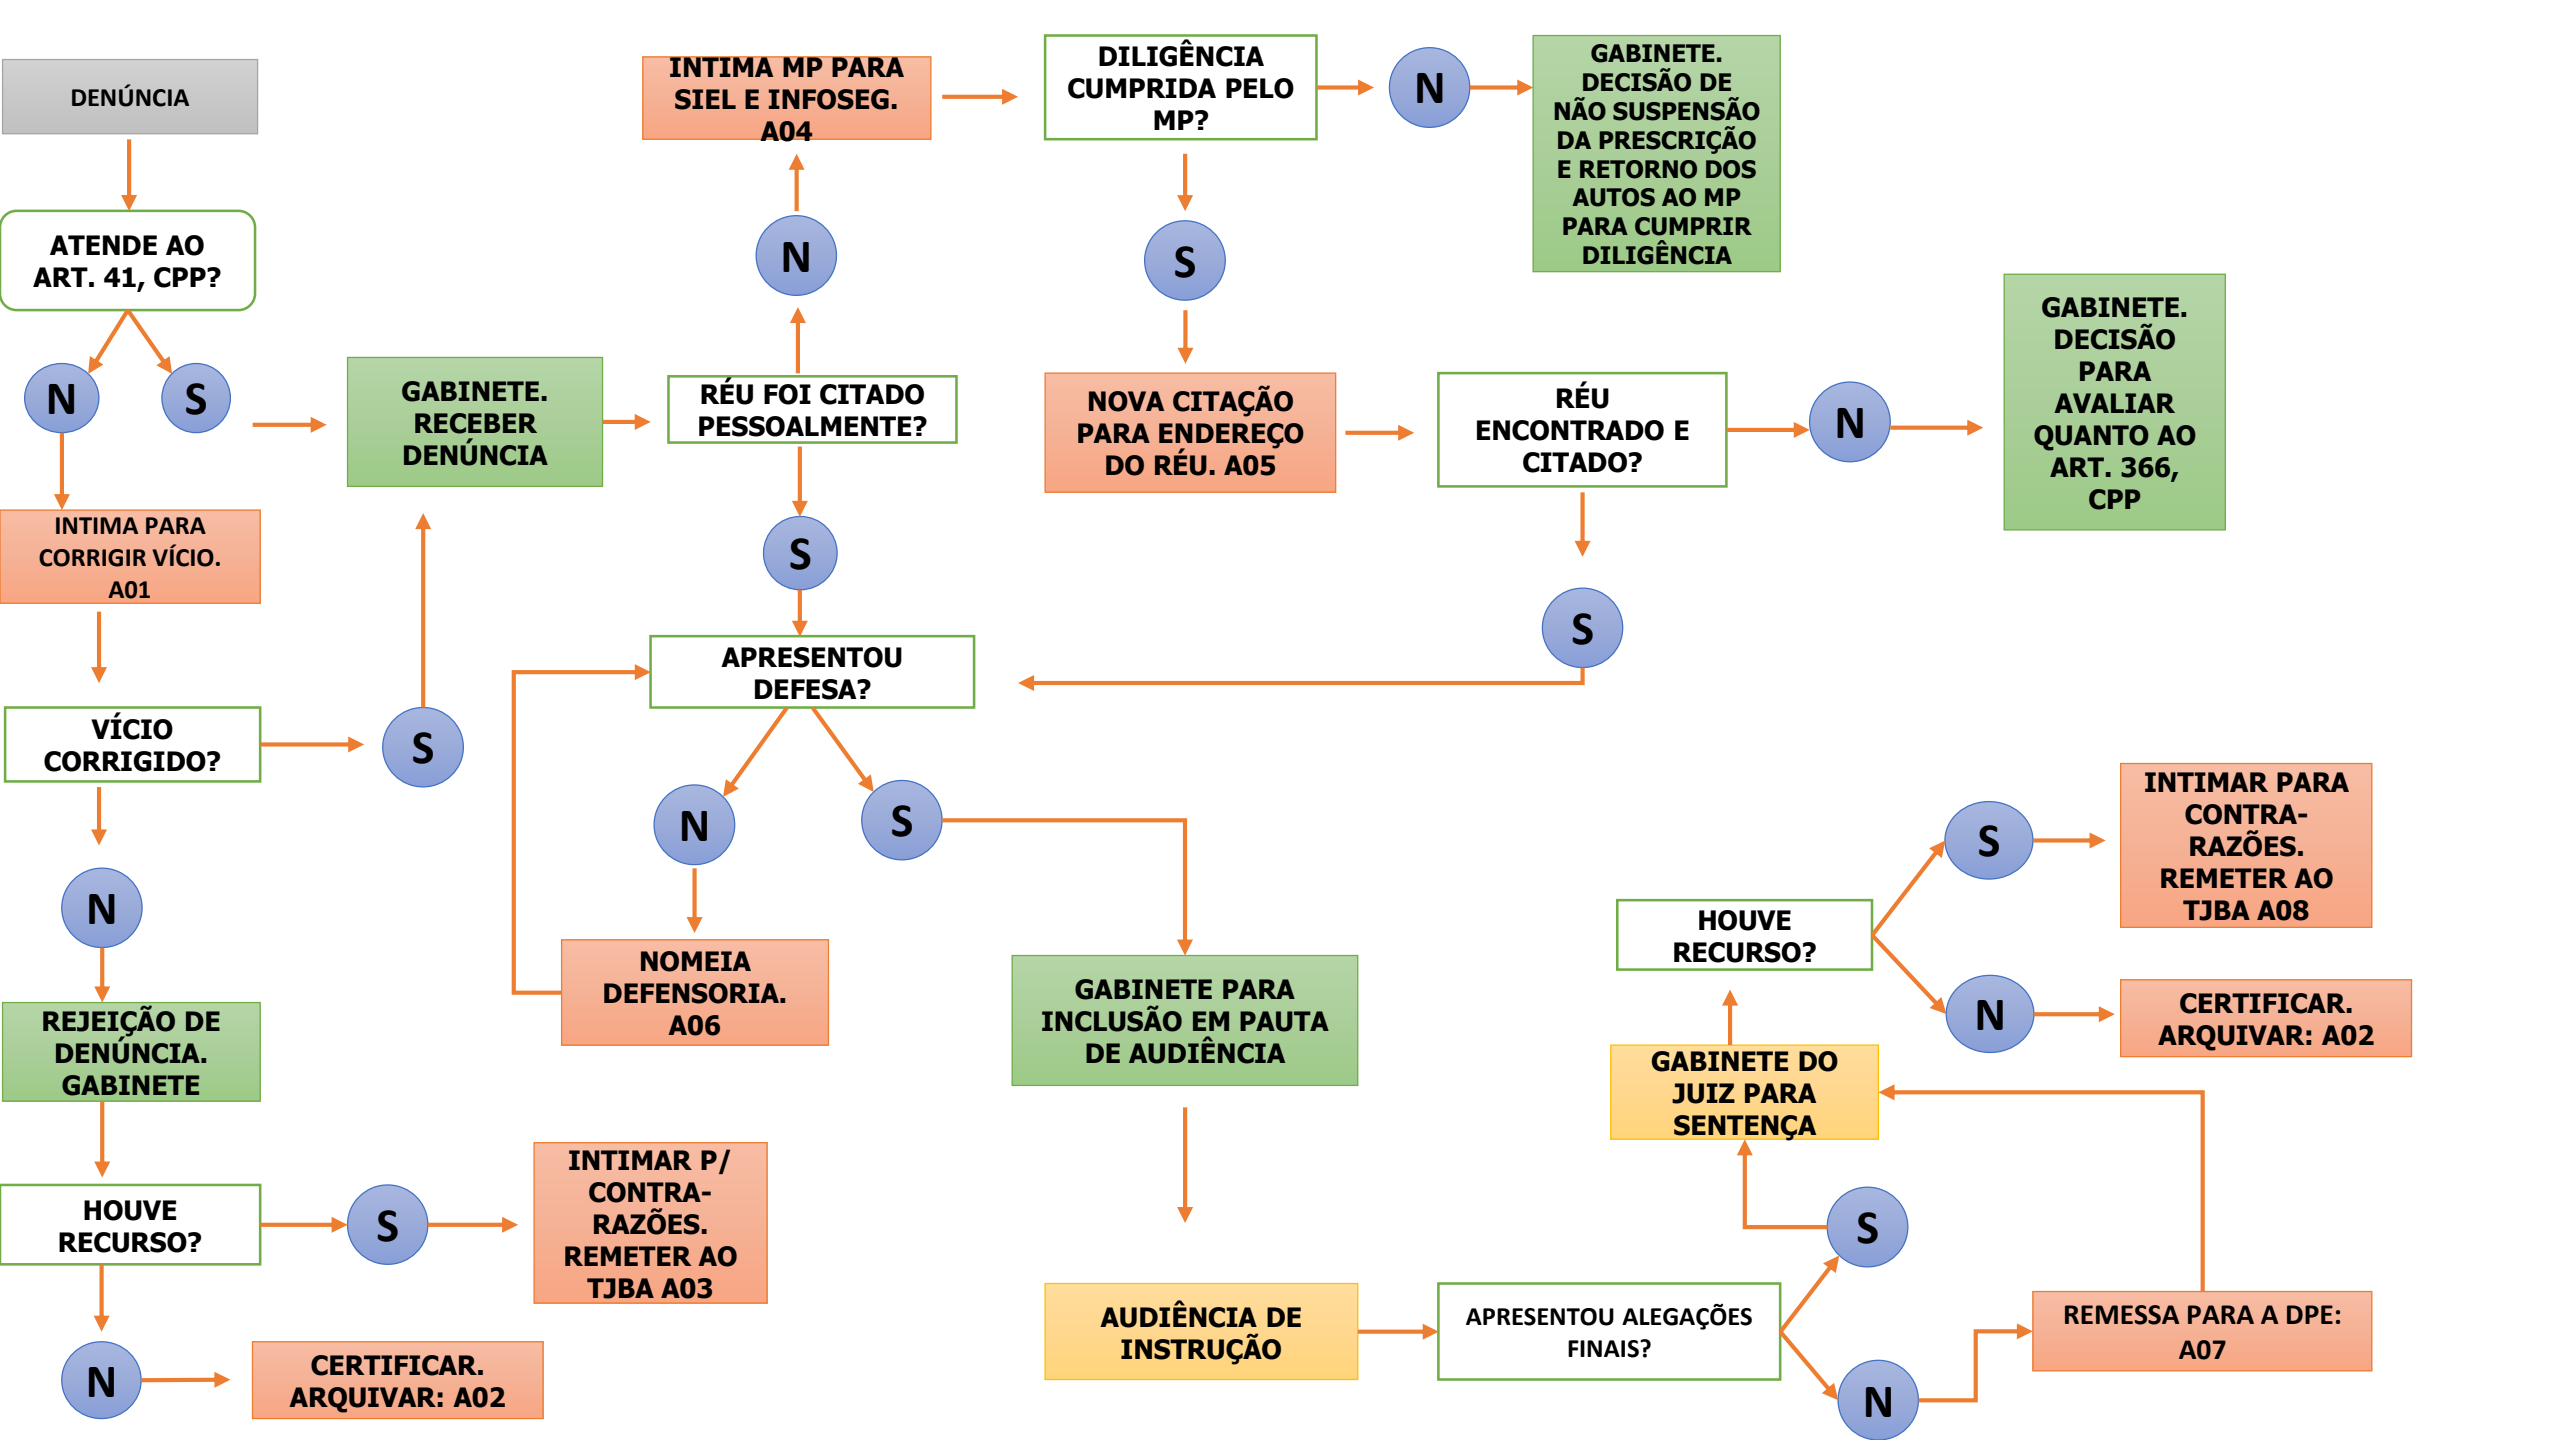 DENÚNCIA
ATENDE AO
ART. 41, CPP?
N
S
INTIMA PARA
CORRIGIR VÍCIO.
A01
VÍCIO
CORRIGIDO?
S
N
REJEIÇÃO DE
DENÚNCIA.
GABINETE
HOUVE
RECURSO?
S
INTIMAR P/
CONTRA-
RAZÕES.
REMETER AO
TJBA A03
N
CERTIFICAR.
ARQUIVAR: A02
GABINETE.
RECEBER
DENÚNCIA
RÉU FOI CITADO
PESSOALMENTE?
N
INTIMA MP PARA
SIEL E INFOSEG.
A04
DILIGÊNCIA
CUMPRIDA PELO
MP?
N
GABINETE.
DECISÃO DE
NÃO SUSPENSÃO
DA PRESCRIÇÃO
E RETORNO DOS
AUTOS AO MP
PARA CUMPRIR
DILIGÊNCIA
S
NOVA CITAÇÃO
PARA ENDEREÇO
DO RÉU. A05
RÉU
ENCONTRADO E
CITADO?
N
GABINETE.
DECISÃO
PARA
AVALIAR
QUANTO AO
ART. 366,
CPP
S
S
APRESENTOU
DEFESA?
N
S
NOMEIA
DEFENSORIA.
A06
GABINETE PARA
INCLUSÃO EM PAUTA
DE AUDIÊNCIA
AUDIÊNCIA DE
INSTRUÇÃO
APRESENTOU ALEGAÇÕES
FINAIS?
S
N
REMESSA PARA A DPE:
A07
GABINETE DO
JUIZ PARA
SENTENÇA
HOUVE
RECURSO?
S
INTIMAR PARA
CONTRA-
RAZÕES.
REMETER AO
TJBA A08
N
CERTIFICAR.
ARQUIVAR: A02